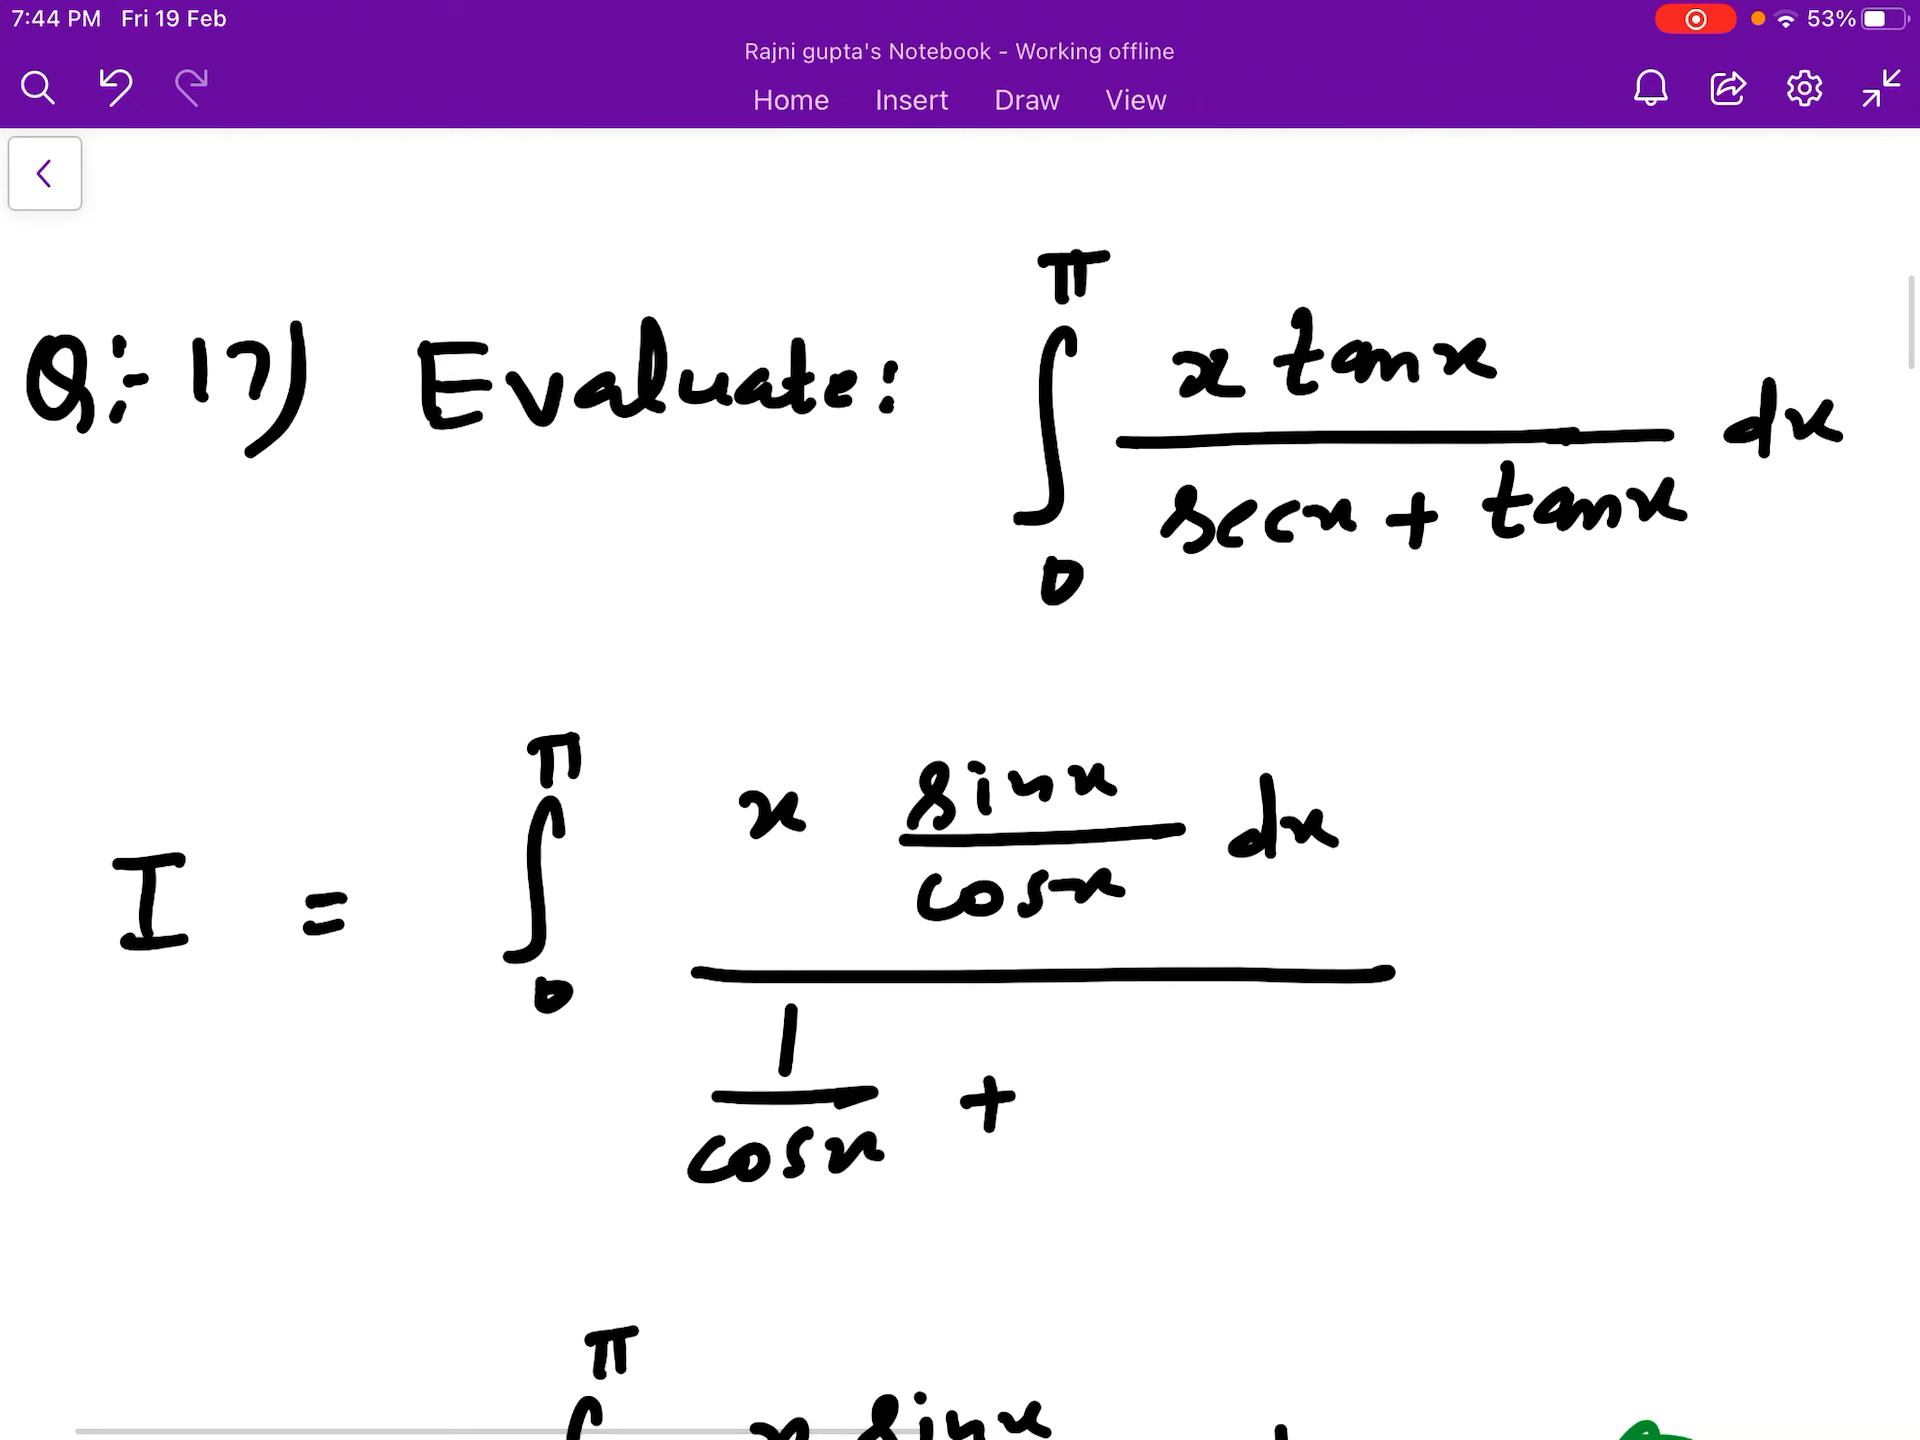 7:44 PM Fri 19 Feb 53%
Rajni gupta's Notebook - Working offline
Home Insert Draw View
Q:- 17) Evaluate: ∫₀^π (x tanx)/(secx + tanx) dx
I = ∫₀^π (x sinx/cosx dx)/(1/cosx +
π
∫ x sinx